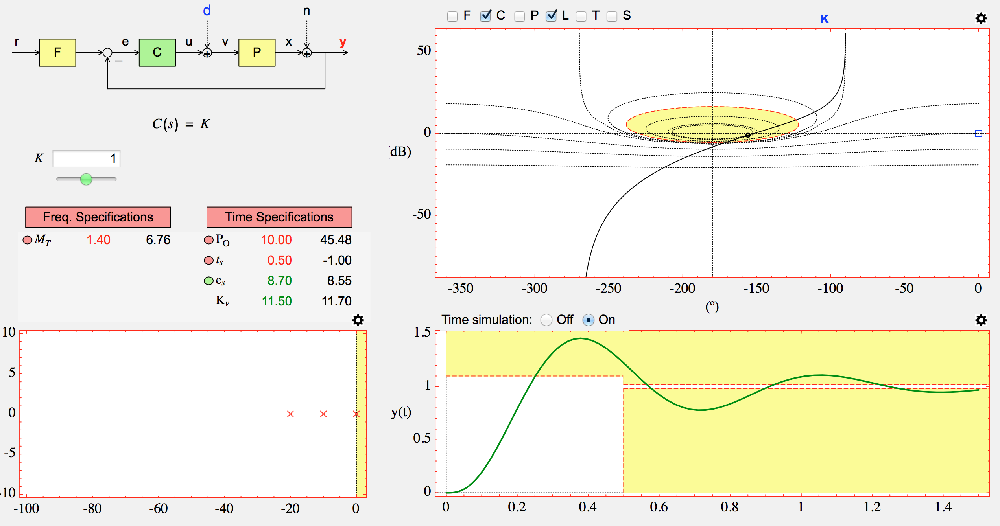 d
n
r
F
e
C
u
v
P
x
y
+
+
−
C(s) = K
K 1
Freq. Specifications
M_T 1.40 6.76
Time Specifications
P_O 10.00 45.48
t_s 0.50 -1.00
e_s 8.70 8.55
K_v 11.50 11.70
10
5
0
-5
-10
-100 -80 -60 -40 -20 0
F C P L T S
K
50
0
(dB)
-50
-350 -300 -250 -200 -150 -100 -50 0
(º)
Time simulation: Off On
1.5
1
y(t)
0.5
0
0 0.2 0.4 0.6 0.8 1 1.2 1.4